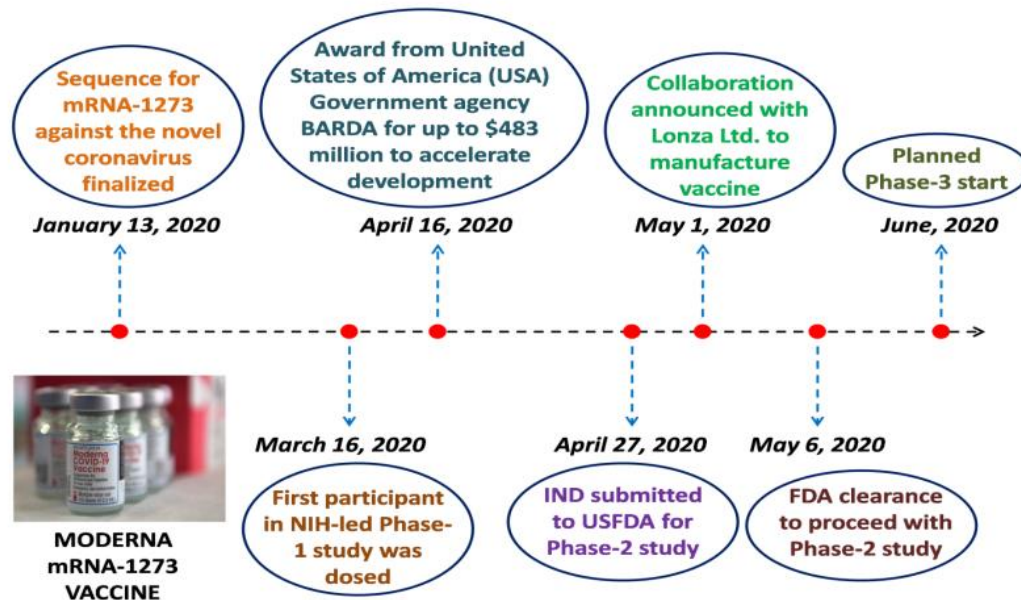 Sequence for
mRNA-1273
against the novel
coronavirus
finalized
January 13, 2020
Award from United
States of America (USA)
Government agency
BARDA for up to $483
million to accelerate
development
April 16, 2020
Collaboration
announced with
Lonza Ltd. to
manufacture
vaccine
May 1, 2020
Planned
Phase-3 start
June, 2020
Moderna
COVID-19
Vaccine
MODERNA
mRNA-1273
VACCINE
March 16, 2020
First participant
in NIH-led Phase-
1 study was
dosed
April 27, 2020
IND submitted
to USFDA for
Phase-2 study
May 6, 2020
FDA clearance
to proceed with
Phase-2 study